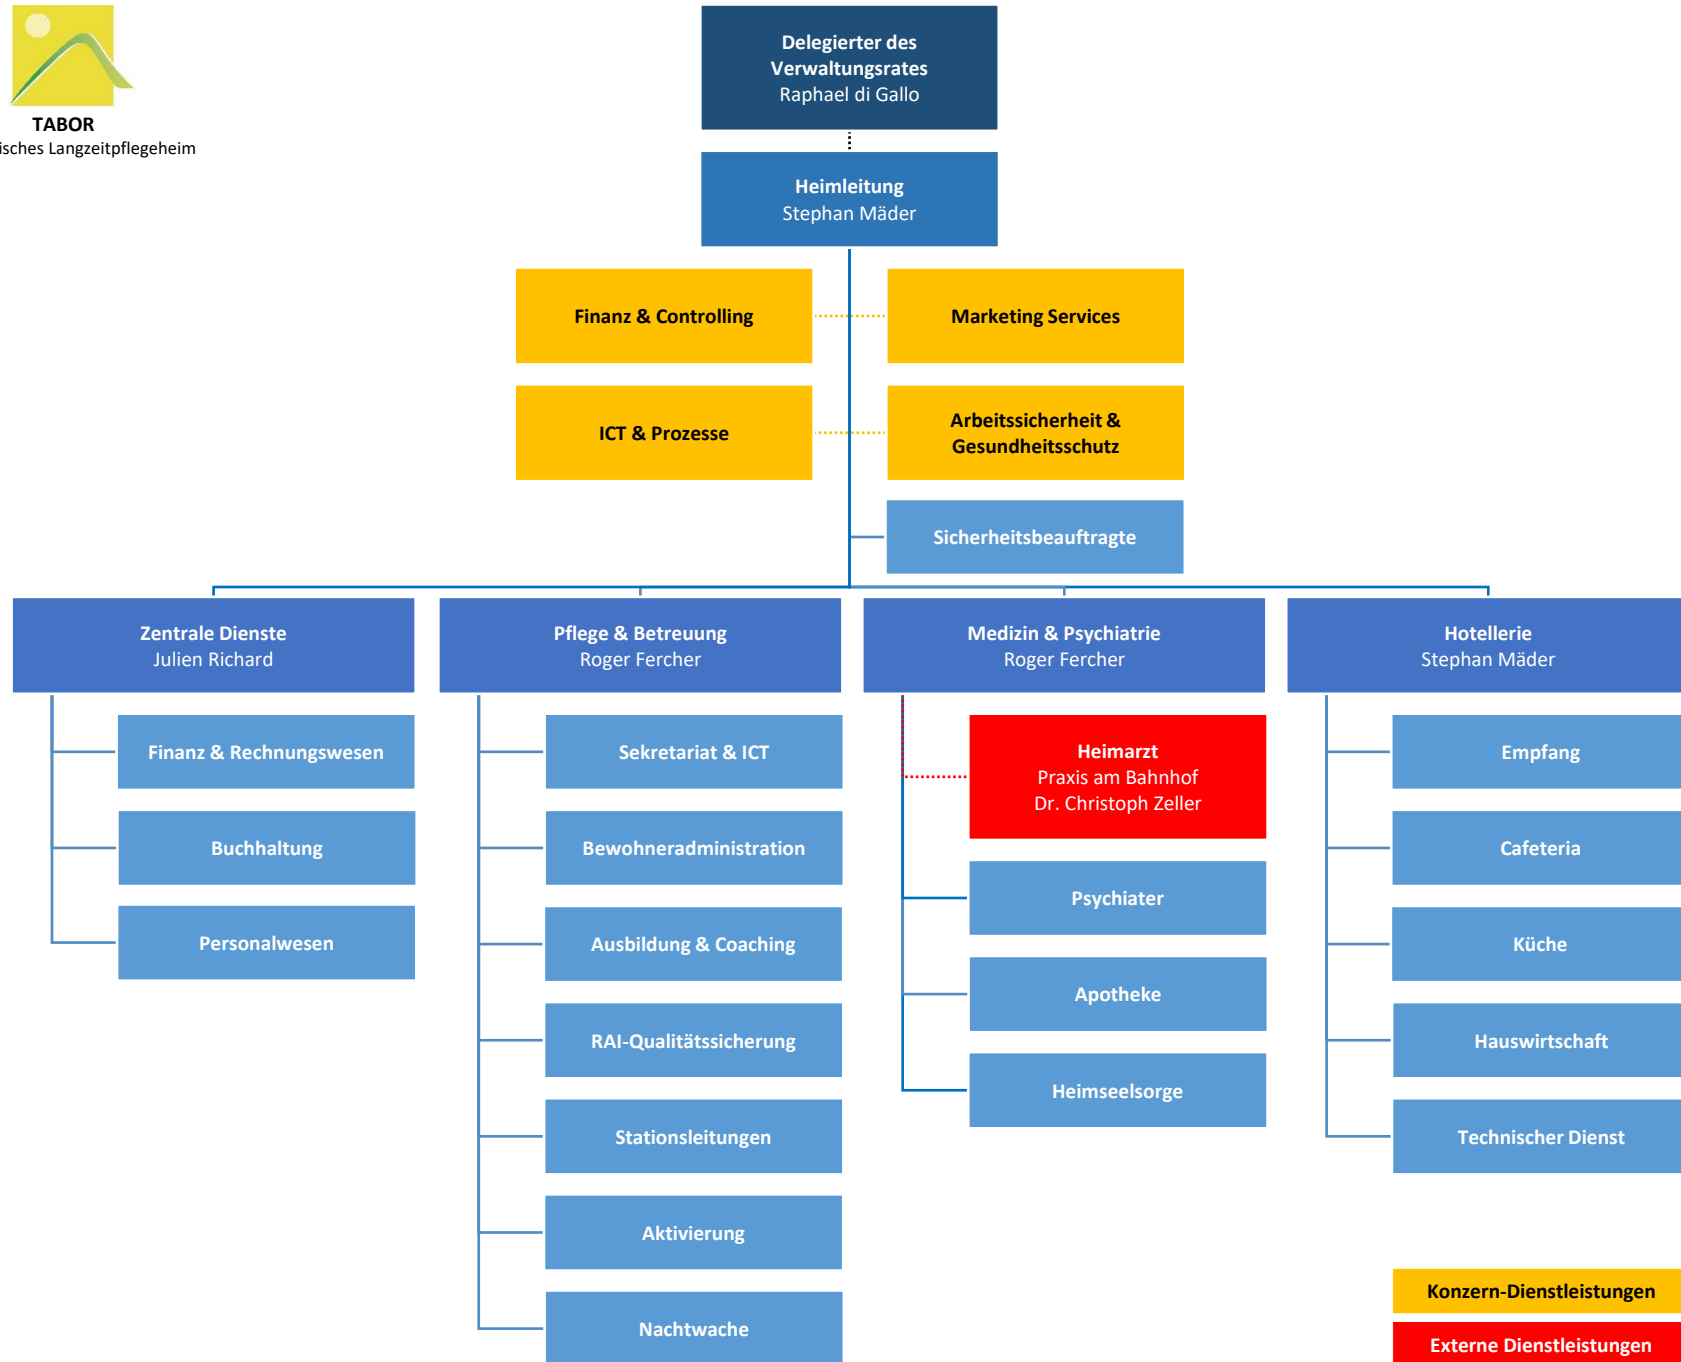 TABOR
isches Langzeitpflegeheim
Delegierter des
Verwaltungsrates
Raphael di Gallo
Heimleitung
Stephan Mäder
Finanz & Controlling
Marketing Services
ICT & Prozesse
Arbeitssicherheit &
Gesundheitsschutz
Sicherheitsbeauftragte
Zentrale Dienste
Julien Richard
Finanz & Rechnungswesen
Buchhaltung
Personalwesen
Pflege & Betreuung
Roger Fercher
Sekretariat & ICT
Bewohneradministration
Ausbildung & Coaching
RAI-Qualitätssicherung
Stationsleitungen
Aktivierung
Nachtwache
Medizin & Psychiatrie
Roger Fercher
Heimarzt
Praxis am Bahnhof
Dr. Christoph Zeller
Psychiater
Apotheke
Heimseelsorge
Hotellerie
Stephan Mäder
Empfang
Cafeteria
Küche
Hauswirtschaft
Technischer Dienst
Konzern-Dienstleistungen
Externe Dienstleistungen